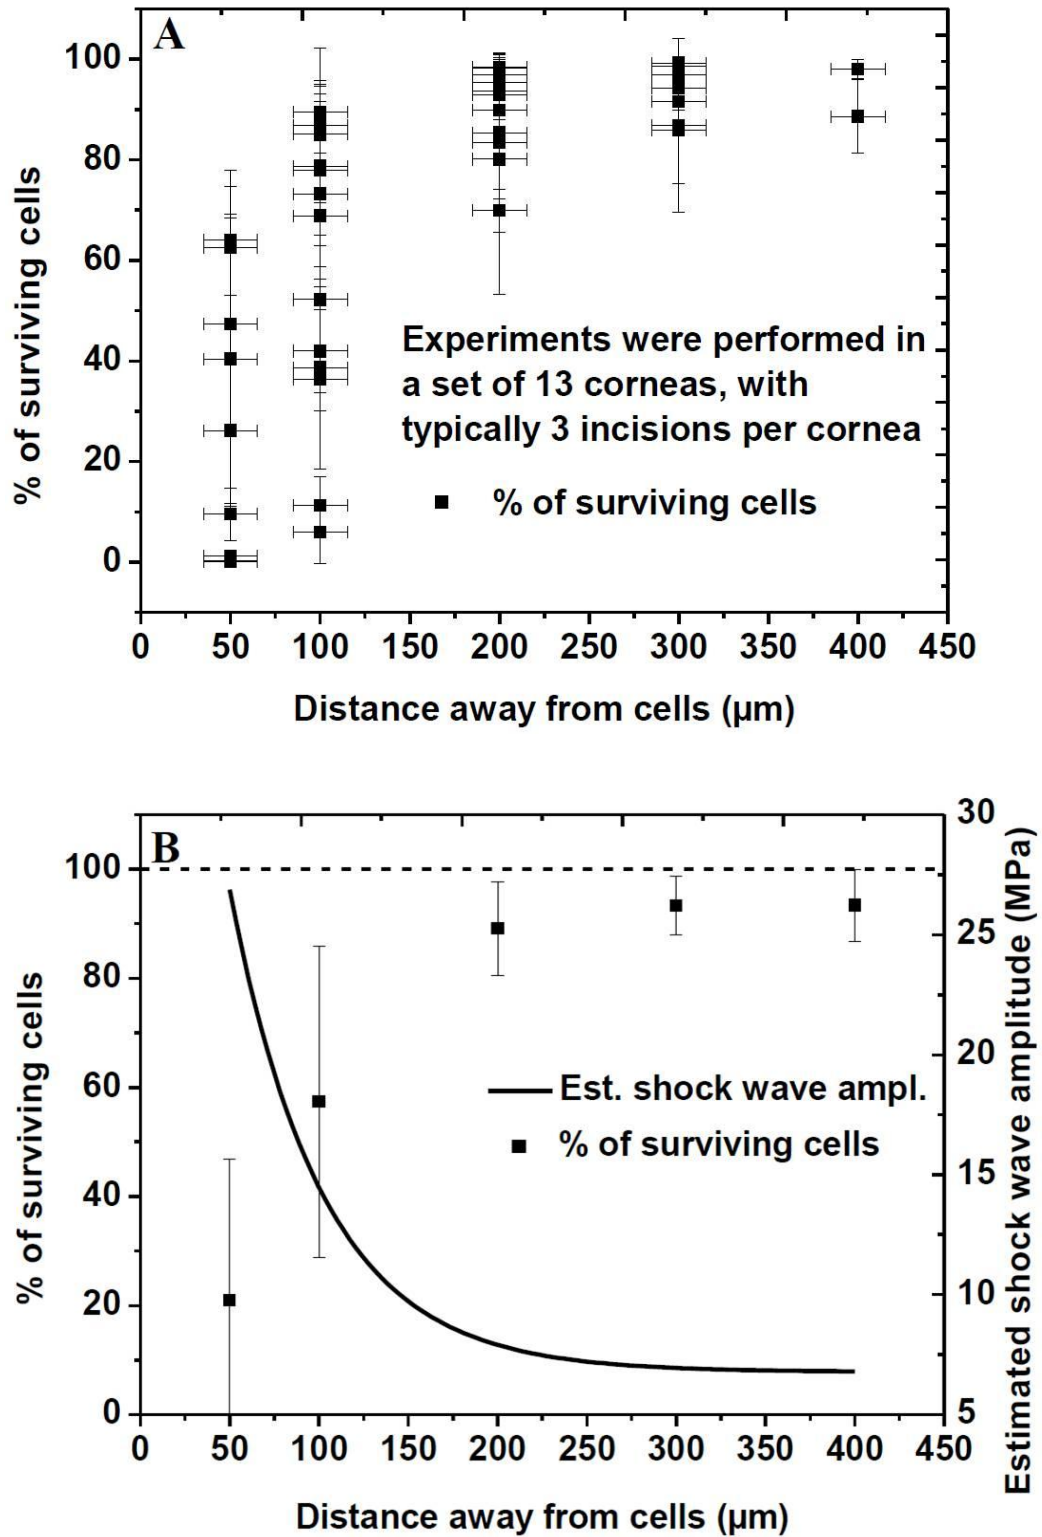 A
100
80
60
40
20
0
% of surviving cells
Experiments were performed in
a set of 13 corneas, with
typically 3 incisions per cornea
% of surviving cells
0 50 100 150 200 250 300 350 400 450
Distance away from cells (µm)
B
100
80
60
40
20
0
% of surviving cells
30
25
20
15
10
5
Estimated shock wave amplitude (MPa)
Est. shock wave ampl.
% of surviving cells
0 50 100 150 200 250 300 350 400 450
Distance away from cells (µm)